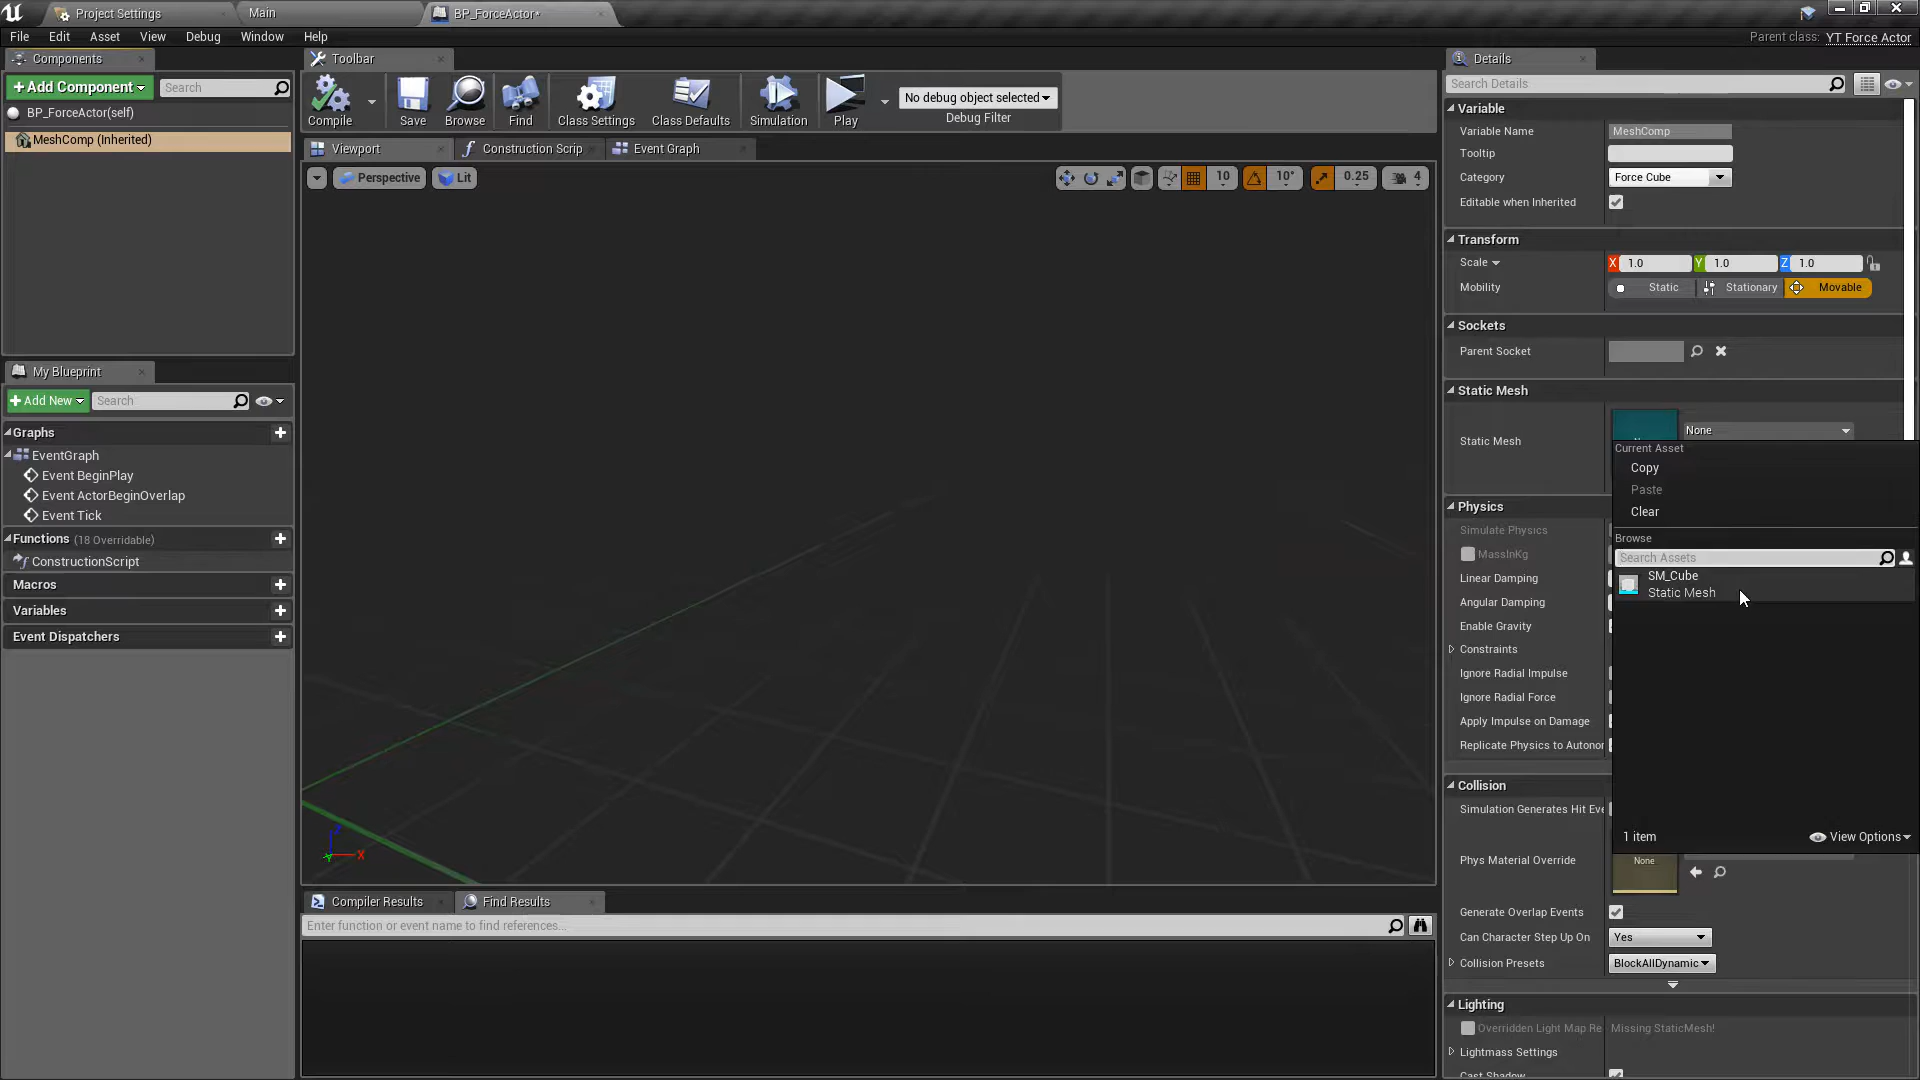 Project Settings
Main
BP_ForceActor*
File Edit Asset View Debug Window Help
Parent class: YT Force Actor
Components
+Add Component
Search
BP_ForceActor(self)
MeshComp (Inherited)
My Blueprint
+Add New
Search
Graphs
EventGraph
Event BeginPlay
Event ActorBeginOverlap
Event Tick
Functions (18 Overridable)
ConstructionScript
Macros
Variables
Event Dispatchers
Toolbar
Compile
Save
Browse
Find
Class Settings
Class Defaults
Simulation
Play
No debug object selected
Debug Filter
Viewport
Construction Scrip
Event Graph
Perspective
Lit
10
10°
0.25
4
Z
X
Y
Compiler Results
Find Results
Enter function or event name to find references...
Details
Search Details
Variable
Variable Name MeshComp
Tooltip
Category Force Cube
Editable when Inherited
Transform
Scale X 1.0 Y 1.0 Z 1.0
Mobility Static Stationary Movable
Sockets
Parent Socket
Static Mesh
Static Mesh None
Current Asset
Copy
Paste
Clear
Browse
Search Assets
SM_Cube
Static Mesh
1 item
View Options
Physics
Simulate Physics
MassInKg
Linear Damping
Angular Damping
Enable Gravity
Constraints
Ignore Radial Impulse
Ignore Radial Force
Apply Impulse on Damage
Replicate Physics to Autonor
Collision
Simulation Generates Hit Eve
Phys Material Override None
Generate Overlap Events
Can Character Step Up On Yes
Collision Presets BlockAllDynamic
Lighting
Overridden Light Map Re Missing StaticMesh!
Lightmass Settings
Cast Shadow